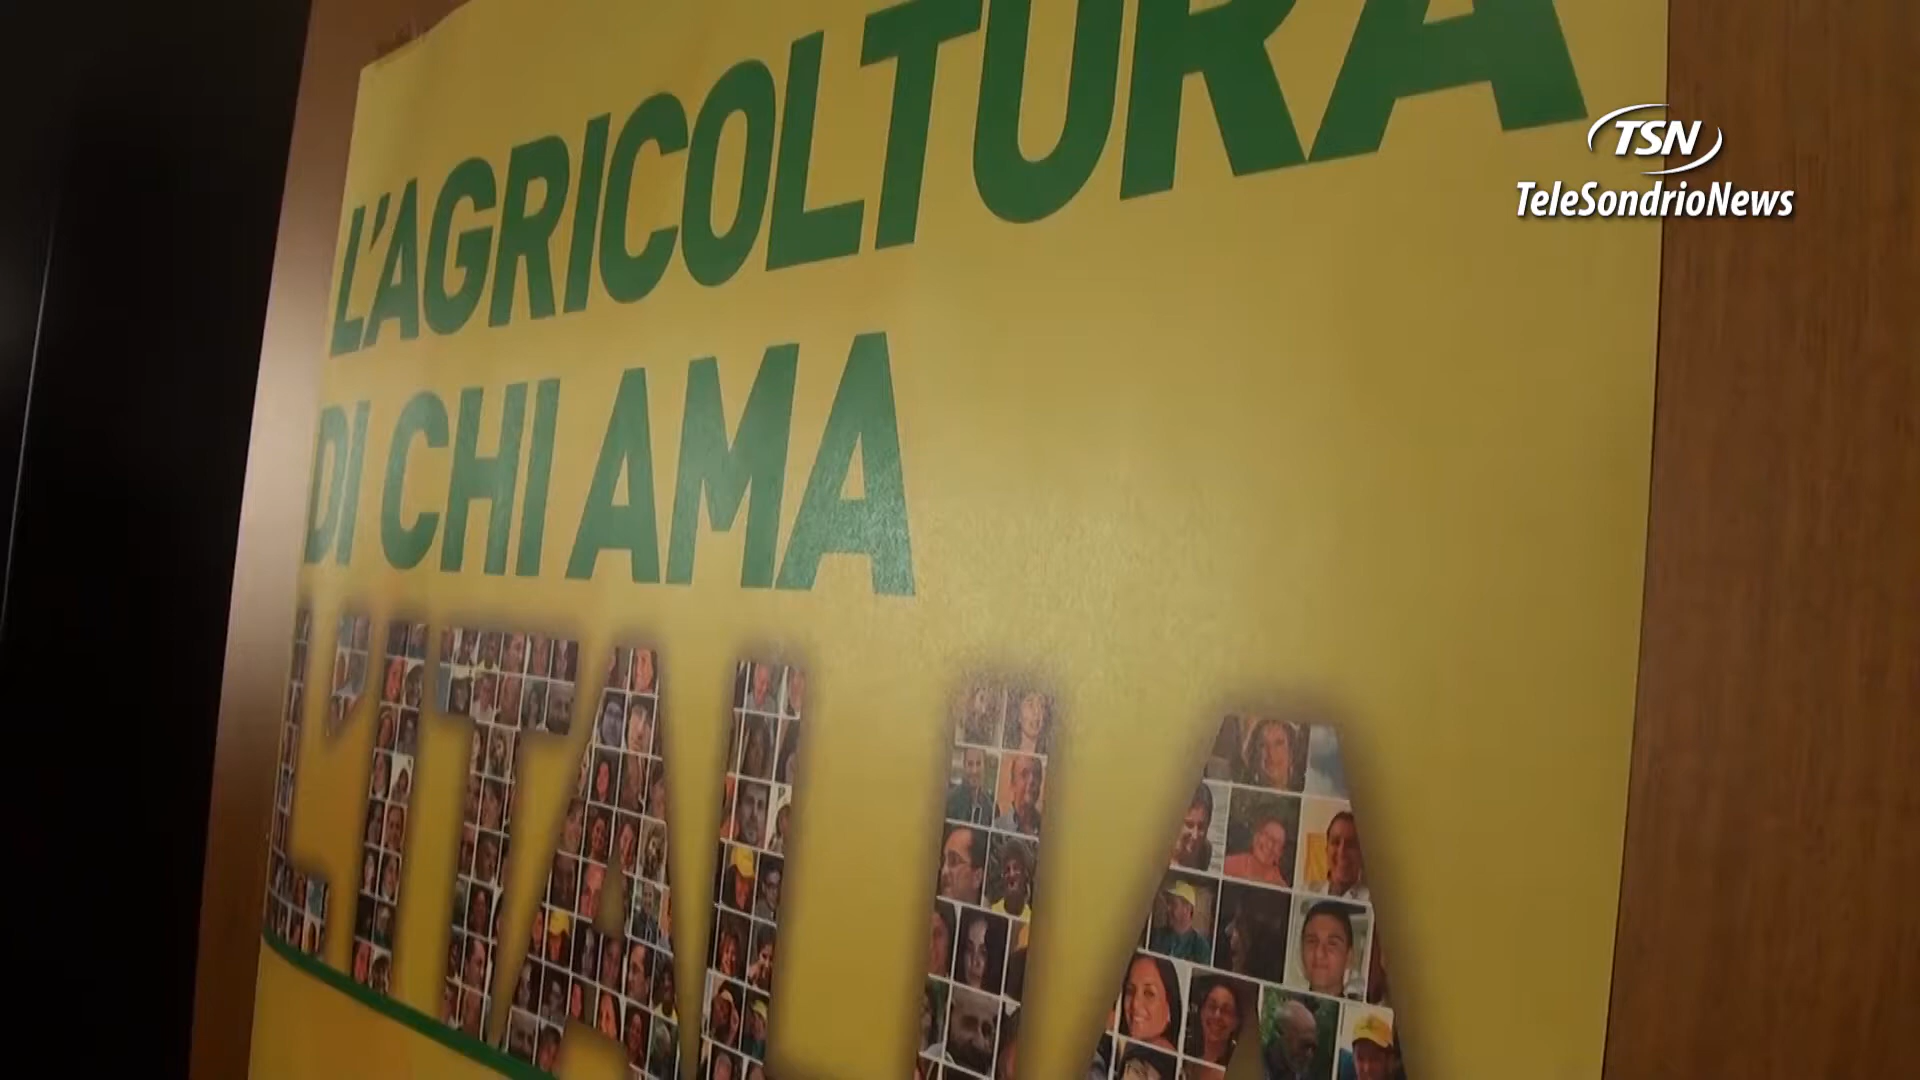 L'AGRICOLTURA
DI CHI AMA
L'ITALIA
TSN
TeleSondrioNews